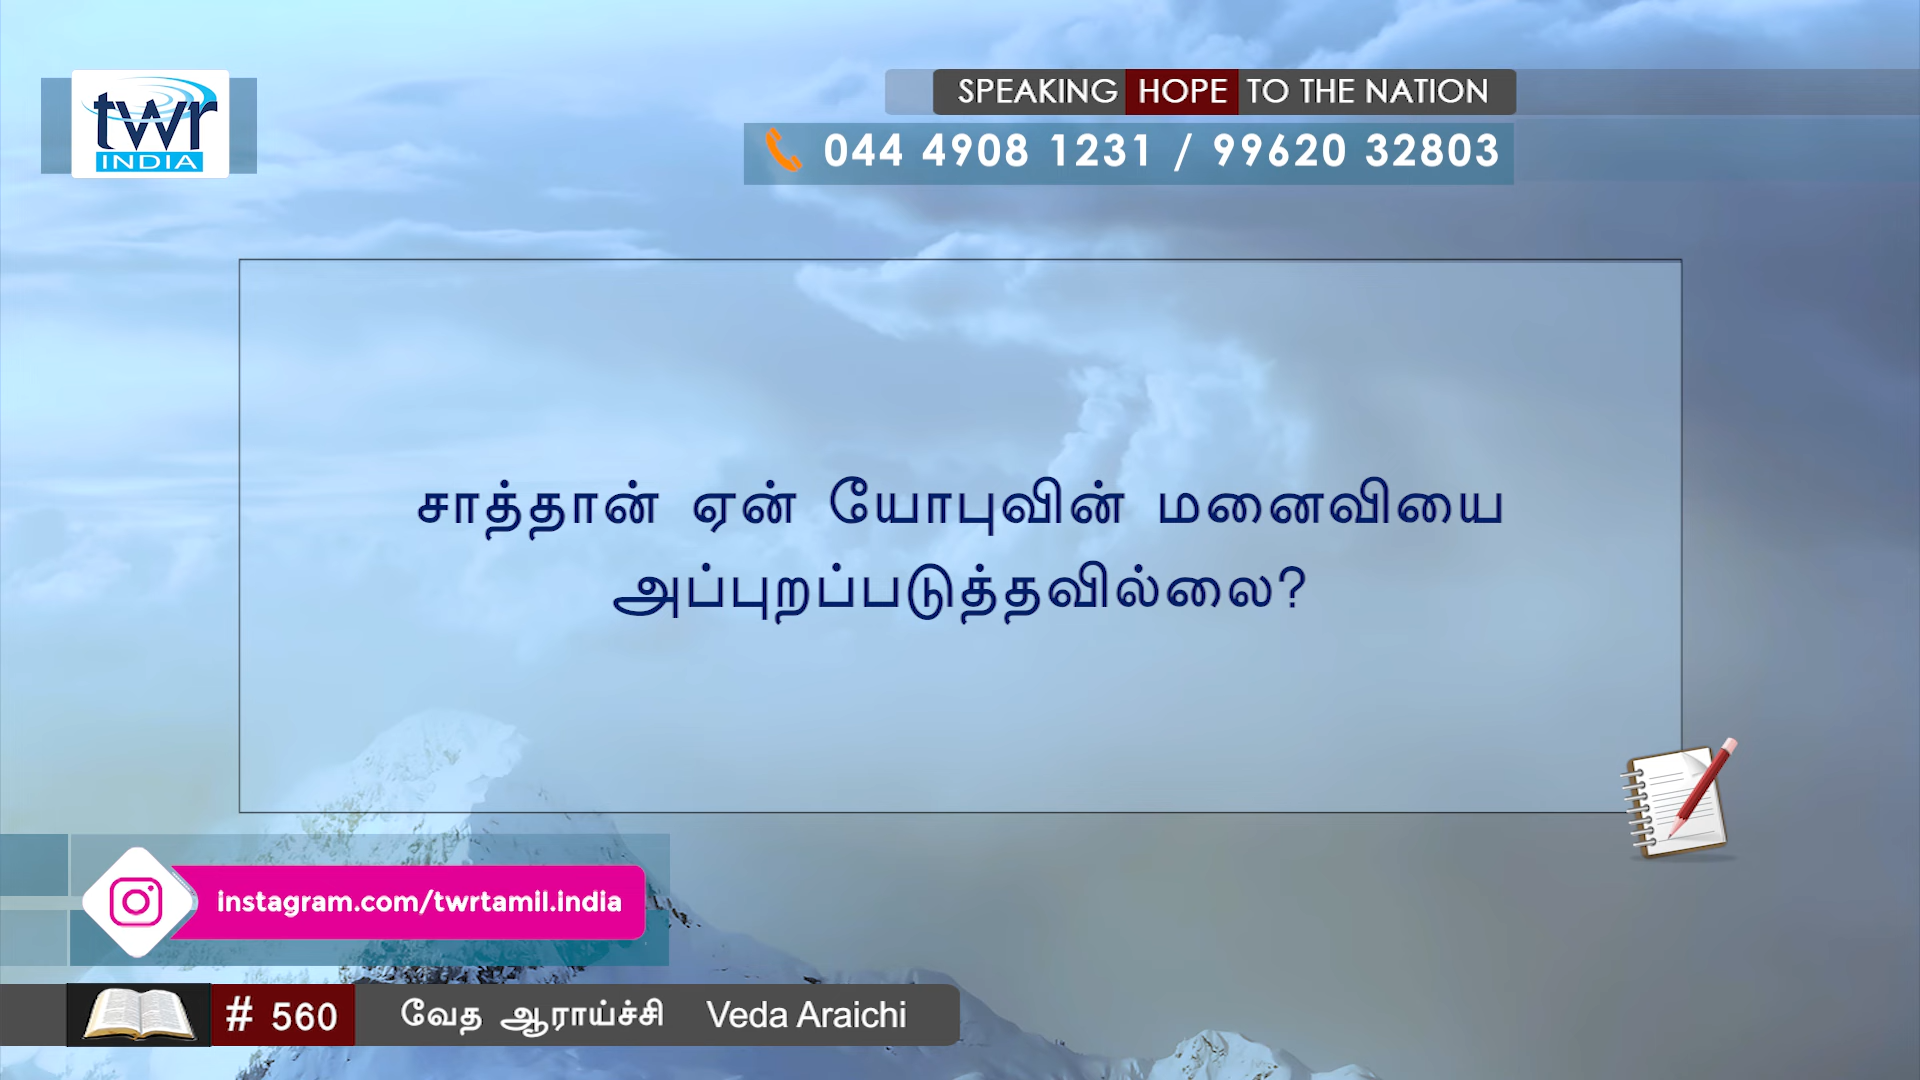 twr
INDIA
SPEAKING HOPE TO THE NATION
044 4908 1231 / 99620 32803
சாத்தான் ஏன் யோபுவின் மனைவியை
அப்புறப்படுத்தவில்லை?
instagram.com/twrtamil.india
# 560 வேத ஆராய்ச்சி Veda Araichi